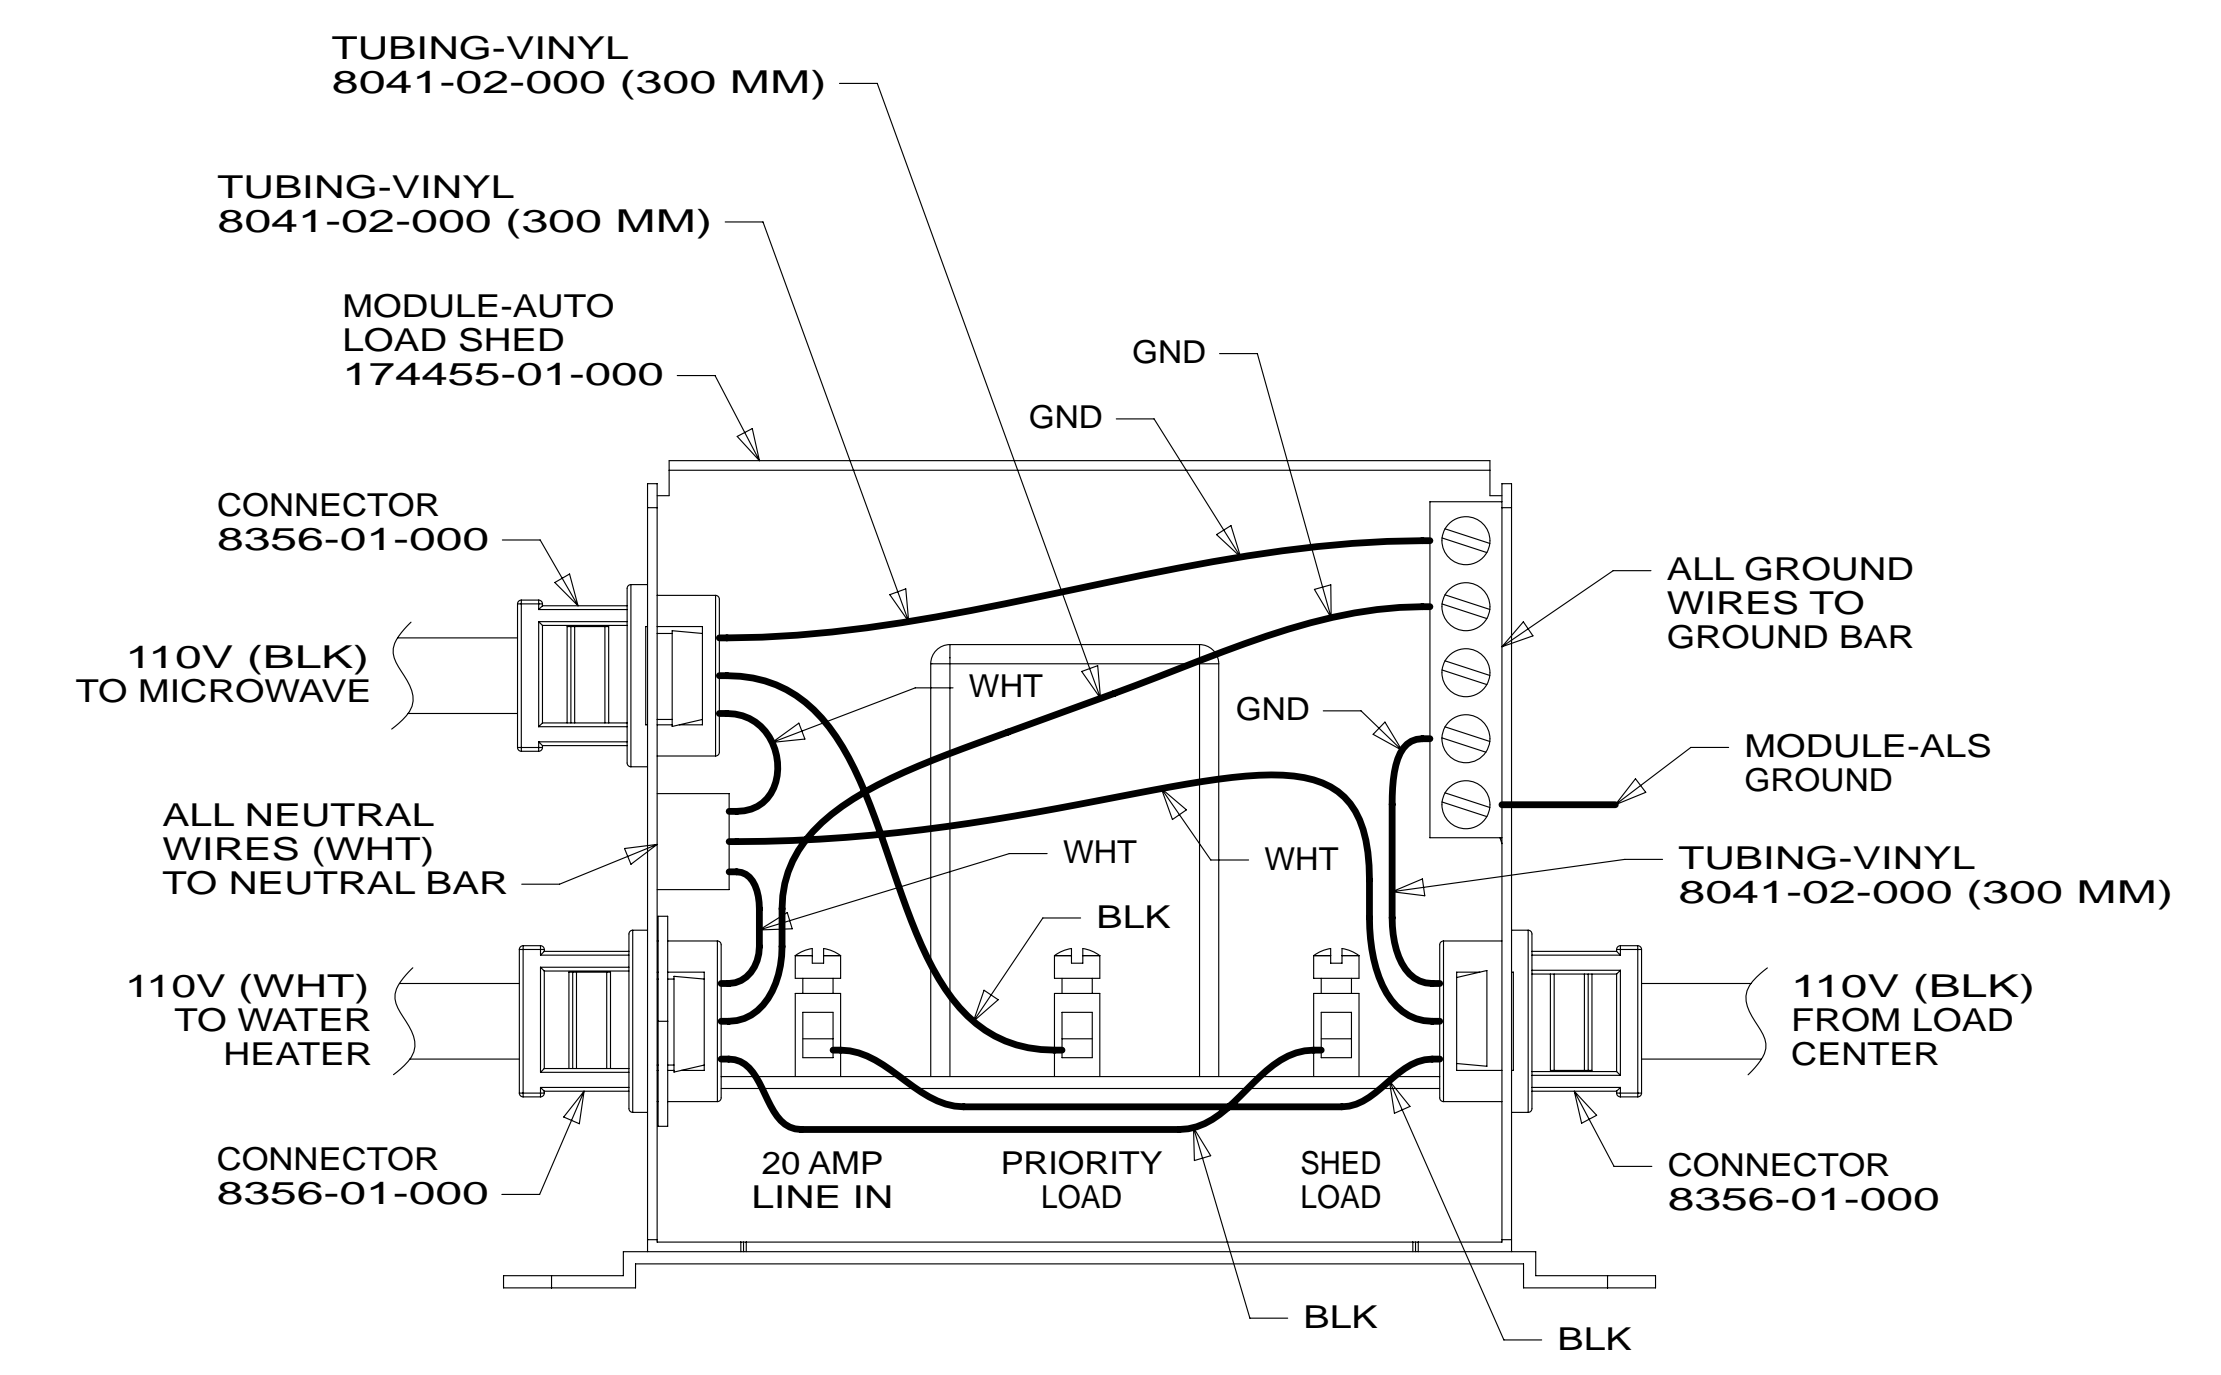 TUBING-VINYL
8041-02-000 (300 MM)
TUBING-VINYL
8041-02-000 (300 MM)
MODULE-AUTO
LOAD SHED
174455-01-000
GND
GND
CONNECTOR
8356-01-000
ALL GROUND
WIRES TO
GROUND BAR
110V (BLK)
TO MICROWAVE
WHT
GND
MODULE-ALS
GROUND
ALL NEUTRAL
WIRES (WHT)
TO NEUTRAL BAR
WHT
WHT
TUBING-VINYL
8041-02-000 (300 MM)
BLK
110V (WHT)
TO WATER
HEATER
110V (BLK)
FROM LOAD
CENTER
CONNECTOR
8356-01-000
20 AMP
LINE IN
PRIORITY
LOAD
SHED
LOAD
CONNECTOR
8356-01-000
BLK
BLK